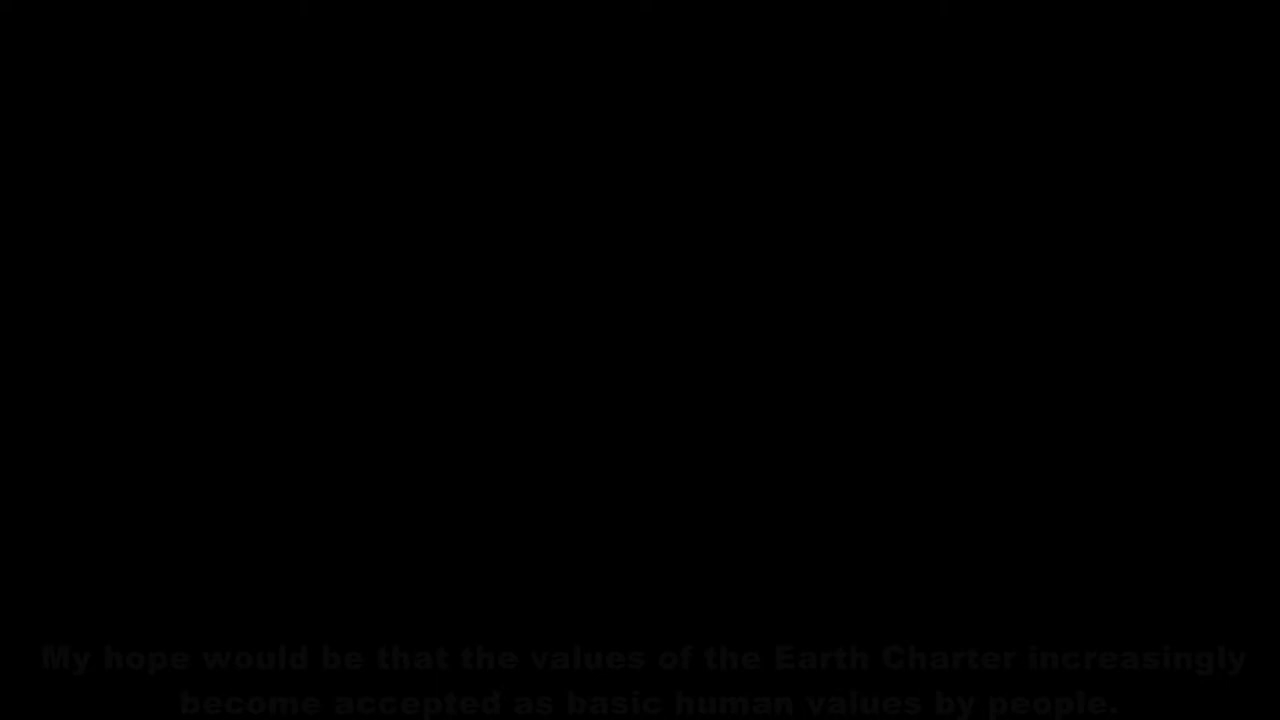 My hope would be that the values of the Earth Charter increasingly
become accepted as basic human values by people.